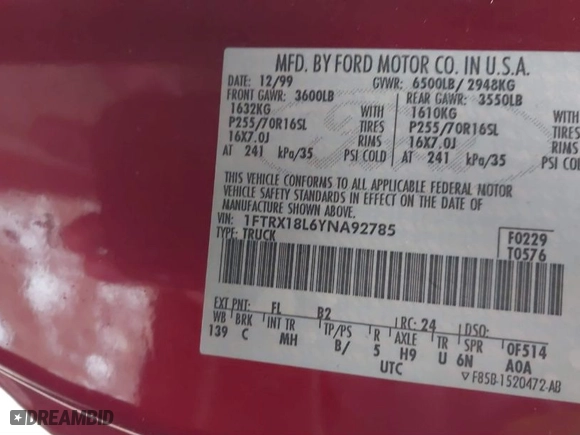 MFD. BY FORD MOTOR CO. IN U.S.A.
DATE: 12/99 GVWR: 6500LB/ 2948KG
FRONT GAWR: 3600LB REAR GAWR: 3550LB
1632KG WITH 1610KG WITH
P255/70R16SL TIRES P255/70R16SL TIRES
16X7.0J RIMS 16X7.0J RIMS
AT 241 kPa/35 PSI COLD AT 241 kPa/35 PSI COLD
THIS VEHICLE CONFORMS TO ALL APPLICABLE FEDERAL MOTOR
VEHICLE SAFETY STANDARDS IN EFFECT ON THE DATE OF
MANUFACTURE SHOWN ABOVE.
VIN: 1FTRX18L6YNA92785
TYPE: TRUCK
F0229
T0576
EXT PNT: FL B2 RC: 24 DSO:
WB BRK INT TR TP/PS R AXLE TR SPR 0F514
139 C MH B/ 5 H9 U 6N A0A
UTC
F85B-1520472-AB
DREAMBID